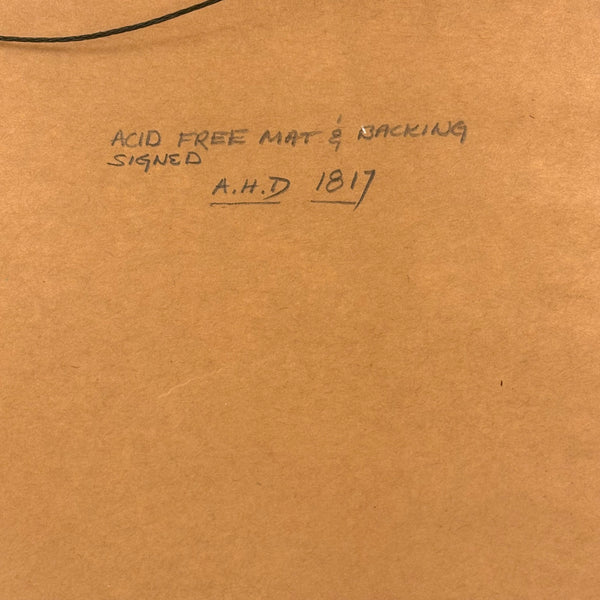 ACID FREE MAT & BACKING
SIGNED
A.H.D 1817